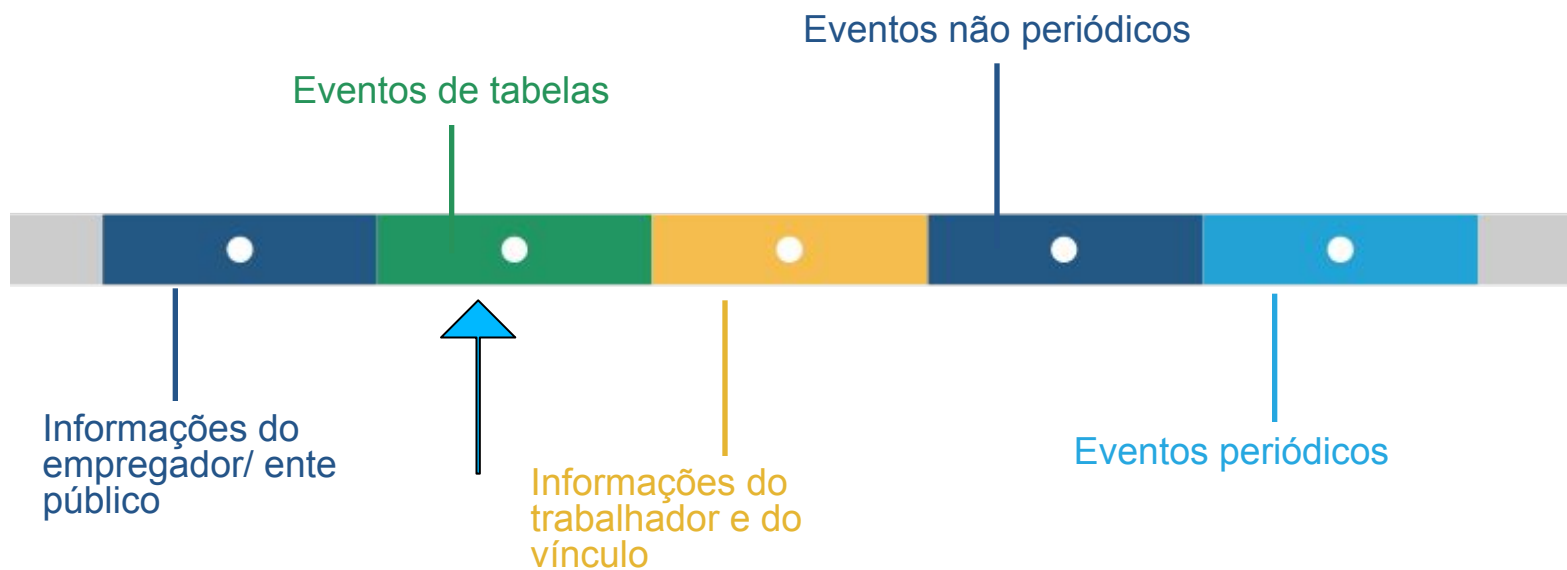 Eventos não periódicos
Eventos de tabelas
Informações do
empregador/ ente
público
Informações do
trabalhador e do
vínculo
Eventos periódicos